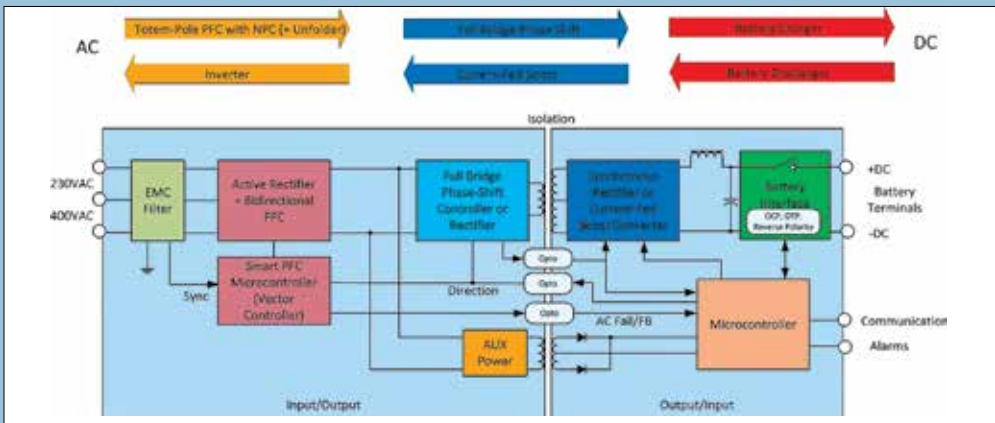 AC
Totem-Pole PFC with NPC (+ Unfolder)
Full Bridge Phase Shift
Battery Charger
DC
Inverter
Current-Fed
Battery Discharger
Isolation
230VAC
400VAC
EMC
Filter
Active Rectifier
+ Bidirectional
PFC
Full Bridge
Phase-Shift
Controller or
Rectifier
Synchronous
Rectifier or
Current-Fed
Converter
Battery
Interface
OCP, OTP,
Reverse Polarity
+DC
Battery
Terminals
-DC
Sync
Smart PFC
Microcontroller
(Vector
Controller)
Direction
Opto
Opto
Opto
AC Fail/FB
AUX
Power
Microcontroller
Communication
Alarms
Input/Output
Output/Input